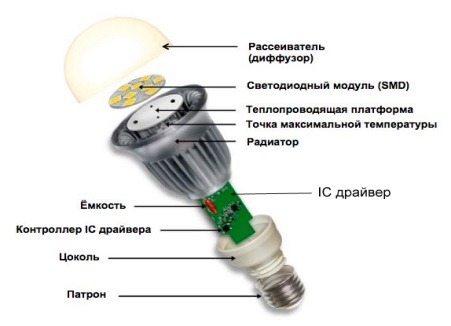 Рассеиватель
(диффузор)
Светодиодный модуль (SMD)
Теплопроводящая платформа
Точка максимальной температуры
Радиатор
IC драйвер
Ёмкость
Контроллер IC драйвера
Цоколь
Патрон